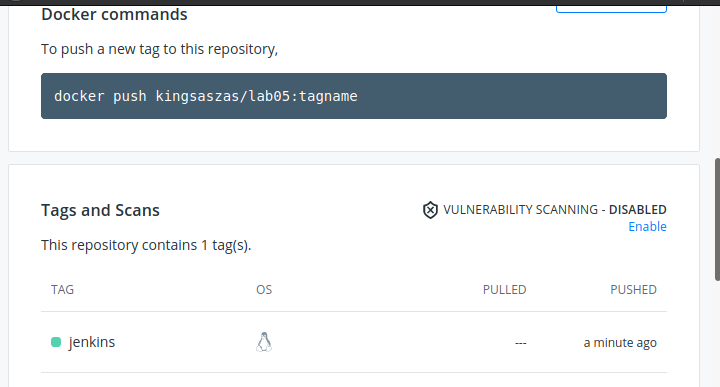 Docker commands
To push a new tag to this repository,
docker push kingsaszas/lab05:tagname
Tags and Scans
VULNERABILITY SCANNING - DISABLED
Enable
This repository contains 1 tag(s).
TAG OS PULLED PUSHED
jenkins --- a minute ago